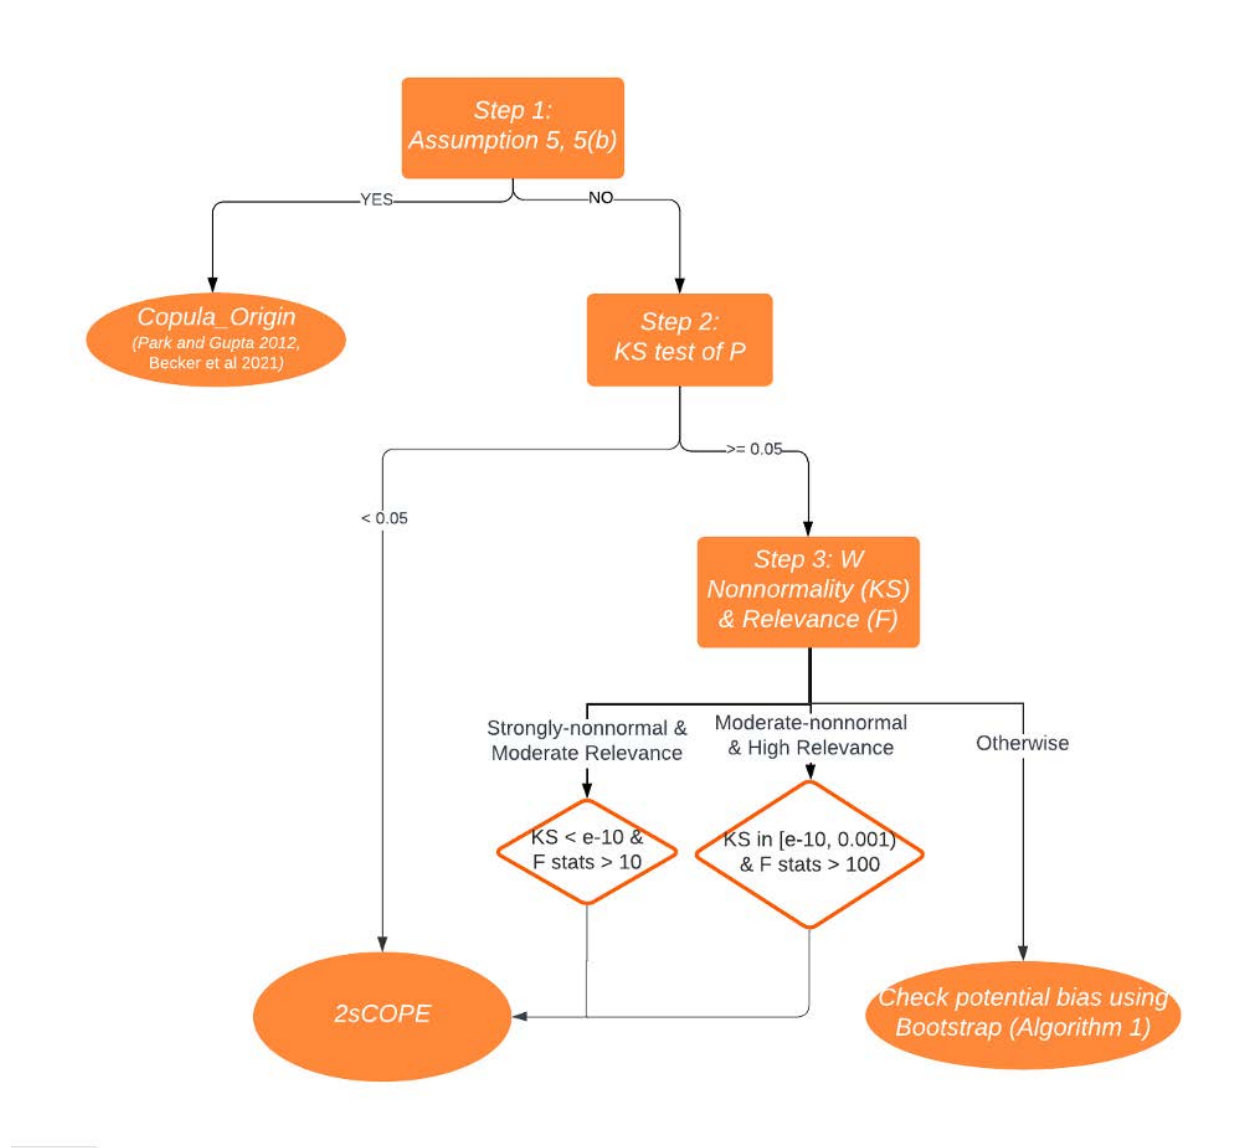 Step 1:
Assumption 5, 5(b)
YES
NO
Copula_Origin
(Park and Gupta 2012,
Becker et al 2021)
Step 2:
KS test of P
>= 0.05
< 0.05
Step 3: W
Nonnormality (KS)
& Relevance (F)
Strongly-nonnormal &
Moderate Relevance
Moderate-nonnormal
& High Relevance
Otherwise
KS < e-10 &
F stats > 10
KS in [e-10, 0.001)
& F stats > 100
2sCOPE
Check potential bias using
Bootstrap (Algorithm 1)